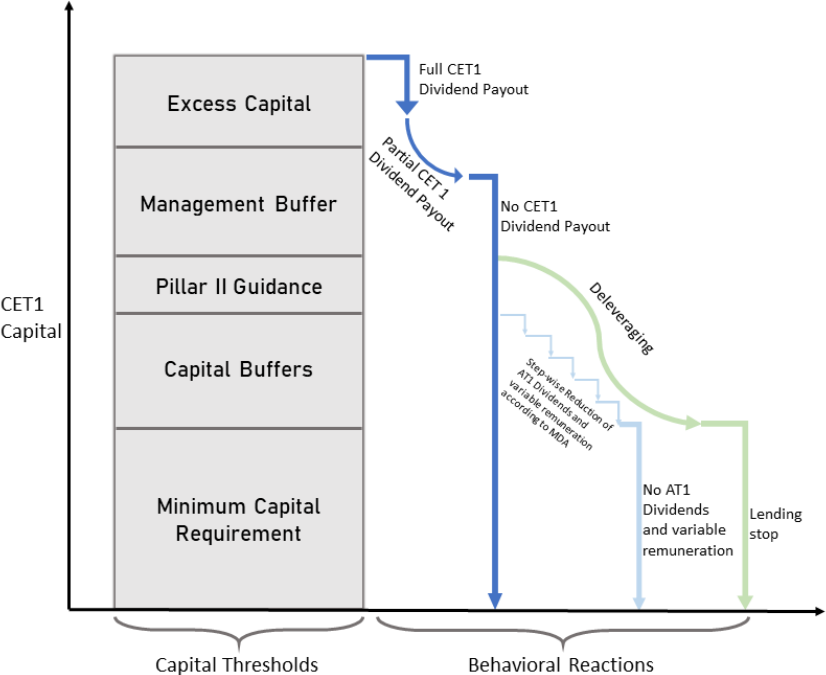 CET1
Capital
Excess Capital
Management Buffer
Pillar II Guidance
Capital Buffers
Minimum Capital
Requirement
Full CET1
Dividend Payout
Partial CET 1
Dividend Payout
No CET1
Dividend Payout
Deleveraging
Step-wise Reduction of
AT1 Dividends and
variable remuneration
according to MDA
No AT1
Dividends
and variable
remuneration
Lending
stop
Capital Thresholds
Behavioral Reactions